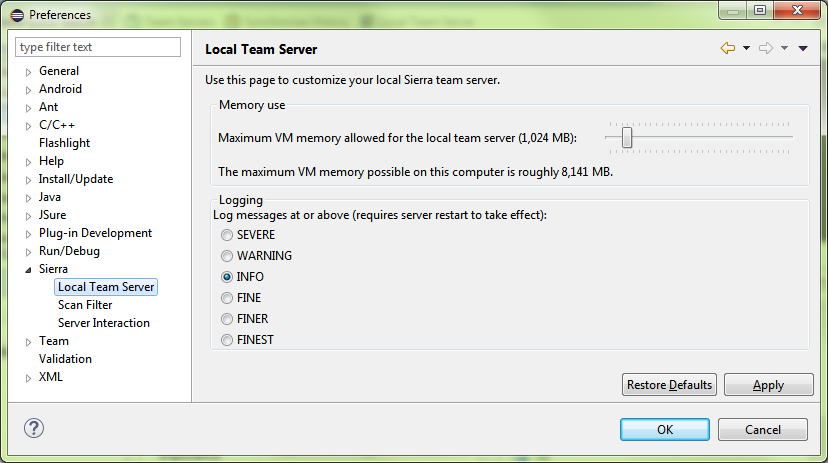 Preferences
type filter text
General
Android
Ant
C/C++
Flashlight
Help
Install/Update
Java
JSure
Plug-in Development
Run/Debug
Sierra
Local Team Server
Scan Filter
Server Interaction
Team
Validation
XML
Local Team Server
Use this page to customize your local Sierra team server.
Memory use
Maximum VM memory allowed for the local team server (1,024 MB):
The maximum VM memory possible on this computer is roughly 8,141 MB.
Logging
Log messages at or above (requires server restart to take effect):
SEVERE
WARNING
INFO
FINE
FINER
FINEST
Restore Defaults
Apply
?
OK
Cancel